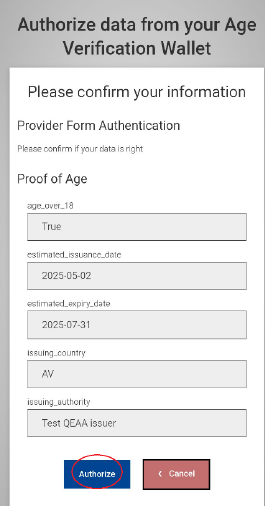 Authorize data from your Age
Verification Wallet
Please confirm your information
Provider Form Authentication
Please confirm if your data is right
Proof of Age
age_over_18
True
estimated_issuance_date
2025-05-02
estimated_expiry_date
2025-07-31
issuing_country
AV
issuing_authority
Test QEAA issuer
Authorize
Cancel